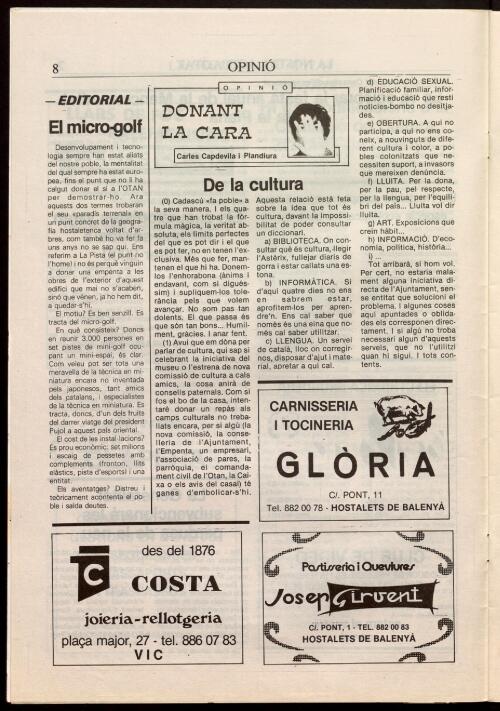 8
OPINIÓ
— EDITORIAL —
El micro-golf
Desenvolupament i tecno-
logia sempre han estat aliats
del nostre poble, la mentalitat
del qual sempre ha estat euro-
pea, fins el punt que no li ha
calgut donar el sí a l'OTAN
per demostrar-ho. Ara
aquests dos termes trobaran
el seu «paradís terrenal» en
un punt concret de la geogra-
fia hostaletenca voltat d'ar-
bres, com també ho va fer fa
uns anys no se sap qui. Ens
referim a La Pista (el punt no
l'home) i no és perquè vinguin
a donar una empenta a les
obres de l'exterior d'aquest
edifici que mai no s'acaben,
sinó que vénen, ja ho hem dit,
a quedar-s'hi.
El motiu? Es ben senzill. Es
tracta del micro-golf.
En què consisteix? Doncs
en reunir 3.000 persones en
set pistes de mini-golf ocu-
pant un mini-espai, és clar.
Com veieu pot ser tota una
meravella de la tècnica en mi-
niatura encara no inventada
pels japonesos, tant amics
dels catalans, i especialistes
de la tècnica en miniatura. Es
tracta, doncs, d'un dels fruits
del darrer viatge del president
Pujol a aquest país oriental.
El cost de les instal·lacions?
És prou econòmic: set milions
i escaig de pessetes amb
complements (fronton, llits
elàstics, pista d'esports) i una
entitat.
Els aventatges? Distreu i
teòricament acontenta el po-
ble i salda deutes.
OPINIÓ
DONANT
LA CARA
Carles Capdevila i Plandiura
De la cultura
(0) Cadascú «fa poble» a
la seva manera, i els qua-
tre que han trobat la fór-
mula màgica, la veritat ab-
soluta, els límits perfectes
del que es pot dir i el que
es pot fer, no en tenen l'ex-
clusiva. Més que fer, man-
tenen el que hi ha. Donem-
los l'enhorabona (ànims i
endavant, com si digués-
sim) i supliquem-los tole-
rància pels que volem
avançar. No som pas tan
dolents. El que passa és
que són tan bons... Humil-
ment, gràcies. I anar fent.
(1) Avui que em dóna per
parlar de cultura, qui sap si
celebrant la iniciativa del
museu o l'estrena de nova
comissió de cultura a cals
amics, la cosa anirà de
consells paternals. Com si
fos el bo de la casa, inten-
taré donar un repàs als
camps culturals no treba-
llats encara, per si algú (la
nova comissió, la conse-
lleria de l'Ajuntament,
l'Empenta, un empresari,
l'associació de pares, la
parròquia, el comanda-
ment civil de l'Otan, la Cai-
xa o els avis del casal) té
ganes d'embolicar-s'hi.
Aquesta relació està feta
sobre la idea que tot és
cultura, davant la impossi-
bilitat de poder consultar
un diccionari.
a) BIBLIOTECA. On con-
sultar què és cultura, llegir
l'Astèrix, fullejar diaris de
gorra i estar callats una es-
tona.
b) INFORMÀTICA. Si
d'aquí quatre dies no ens
en sabrem estar,
aprofitem-los per apren-
dre'n. Ens cal saber que
només és una eina que no-
més cal saber utilitzar.
c) LLENGUA. Un servei
de català, lloc on corregir-
nos, disposar d'ajut i mate-
rial, apretar a qui cal.
d) EDUCACIÓ SEXUAL.
Planificació familiar, infor-
mació i educació que resti
notícies-bombo no desitja-
des.
e) OBERTURA. A qui no
participa, a qui no ens co-
neix, a nouvinguts de dife-
rent cultura i color, a po-
bles colonitzats que ne-
cessiten suport, a invasors
que mereixen denúncia.
f) LLUITA. Per la dona,
per la pau, pel respecte,
per la llengua, per l'equili-
bri del país... Lluita vol dir
lluita.
g) ART. Exposicions que
creïn hàbit...
h) INFORMACIÓ. D'eco-
nomia, política, història...
i) ...
Tot arribarà, si hom vol.
Per cert, no estaria mala-
ment alguna iniciativa di-
recta de l'Ajuntament, sen-
se entitat que solucioni el
problema. I algunes coses
aquí apuntades o oblida-
des els corresponen direc-
tament. I si algú no troba
necessari algun d'aquests
serveis, que no l'utilitzi
quan hi sigui. I tots con-
tents.
CARNISSERIA
I TOCINERIA
GLÒRIA
C/. PONT, 11
Tel. 882 00 78 - HOSTALETS DE BALENYÀ
des del 1876
COSTA
joieria-rellotgeria
plaça major, 27 - tel. 886 07 83
VIC
Pastisseria i Queviures
Josep Girvent
C/. PONT, 1 - TEL. 882 00 83
HOSTALETS DE BALENYÀ